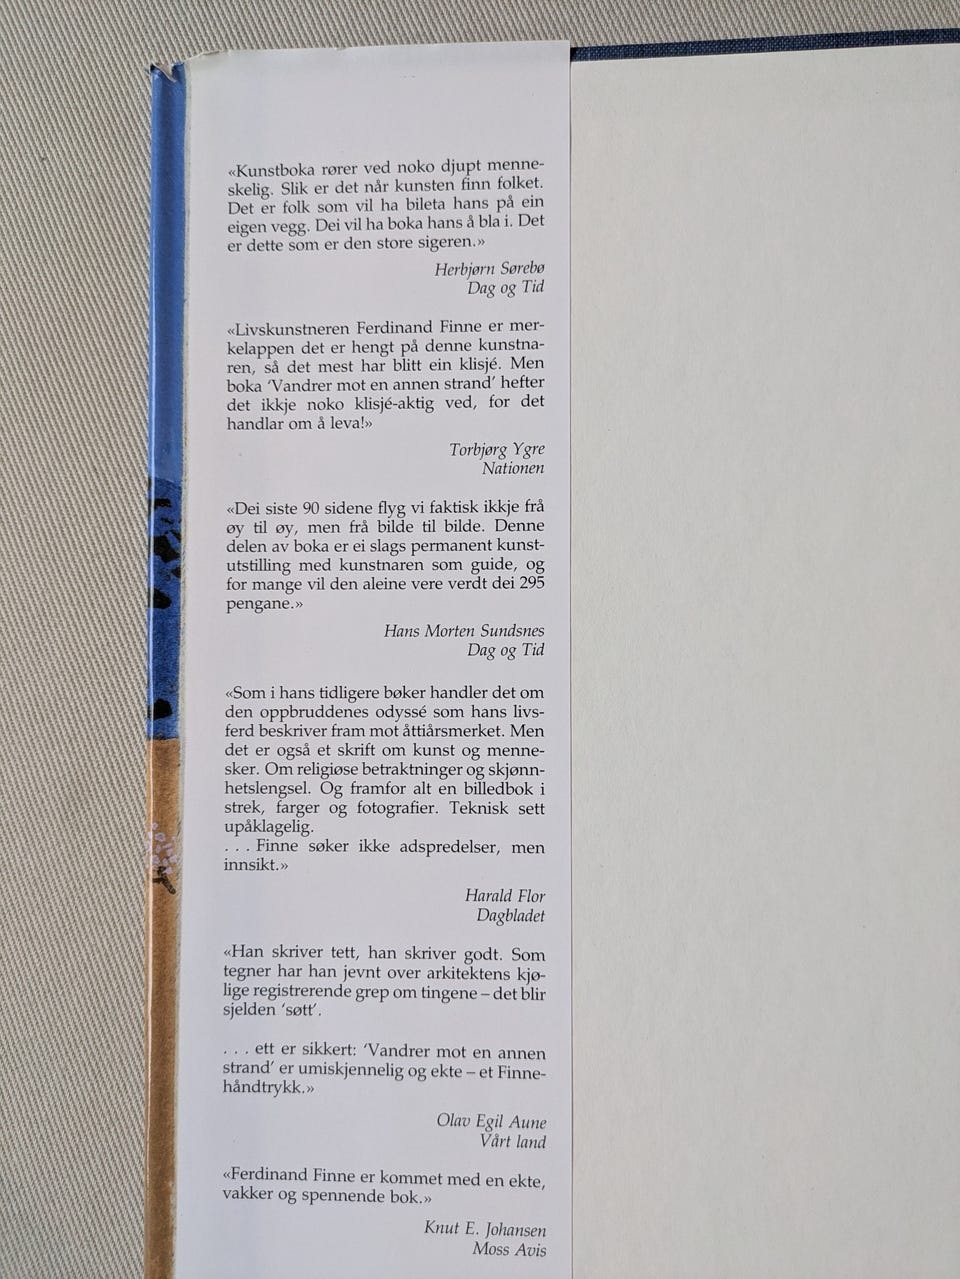 «Kunstboka rører ved noko djupt menne-
skelig. Slik er det når kunsten finn folket.
Det er folk som vil ha bileta hans på ein
eigen vegg. Dei vil ha boka hans å bla i. Det
er dette som er den store sigeren.»
Herbjørn Sørebø
Dag og Tid
«Livskunstneren Ferdinand Finne er mer-
kelappen det er hengt på denne kunstna-
ren, så det mest har blitt ein klisjé. Men
boka ‘Vandrer mot en annen strand’ hefter
det ikkje noko klisjé-aktig ved, for det
handlar om å leva!»
Torbjørg Ygre
Nationen
«Dei siste 90 sidene flyg vi faktisk ikkje frå
øy til øy, men frå bilde til bilde. Denne
delen av boka er ei slags permanent kunst-
utstilling med kunstnaren som guide, og
for mange vil den aleine vere verdt dei 295
pengane.»
Hans Morten Sundsnes
Dag og Tid
«Som i hans tidligere bøker handler det om
den oppbruddenes odyssé som hans livs-
ferd beskriver fram mot åttiårsmerket. Men
det er også et skrift om kunst og menne-
sker. Om religiøse betraktninger og skjønn-
hetslengsel. Og framfor alt en billedbok i
strek, farger og fotografier. Teknisk sett
upåklagelig.
. . . Finne søker ikke adspredelser, men
innsikt.»
Harald Flor
Dagbladet
«Han skriver tett, han skriver godt. Som
tegner har han jevnt over arkitektens kjø-
lige registrerende grep om tingene – det blir
sjelden ‘søtt’.
. . . ett er sikkert: ‘Vandrer mot en annen
strand’ er umiskjennelig og ekte – et Finne-
håndtrykk.»
Olav Egil Aune
Vårt land
«Ferdinand Finne er kommet med en ekte,
vakker og spennende bok.»
Knut E. Johansen
Moss Avis